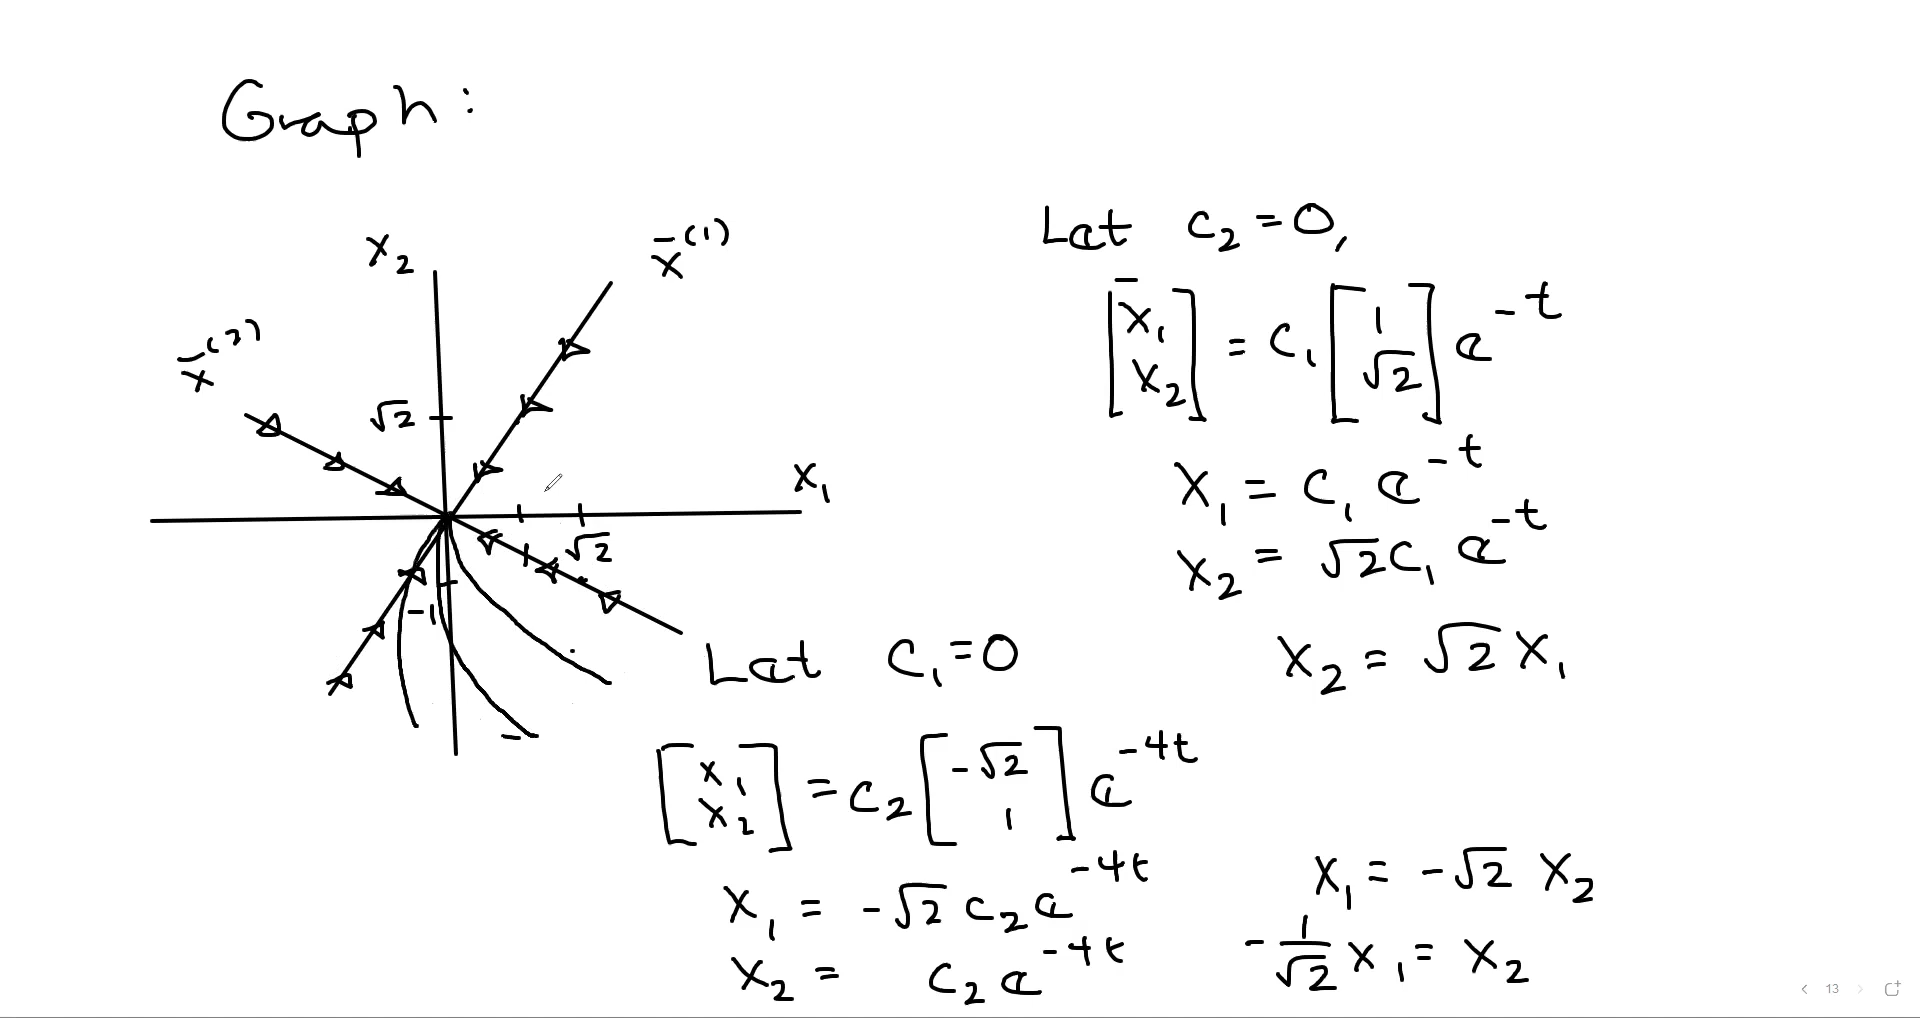 Graph:
x₂
x̄⁽¹⁾
x̄⁽²⁾
√2
x₁
1
√2
-1
Let c₂ = 0,
[x̄₁ x₂] = c₁ [1 √2] e^-t
x₁ = c₁ e^-t
x₂ = √2 c₁ e^-t
x₂ = √2 x₁
Let c₁ = 0
[x₁ x₂] = c₂ [-√2 1] e^-4t
x₁ = -√2 c₂ e^-4t
x₂ = c₂ e^-4t
x₁ = -√2 x₂
-1/√2 x₁ = x₂
13